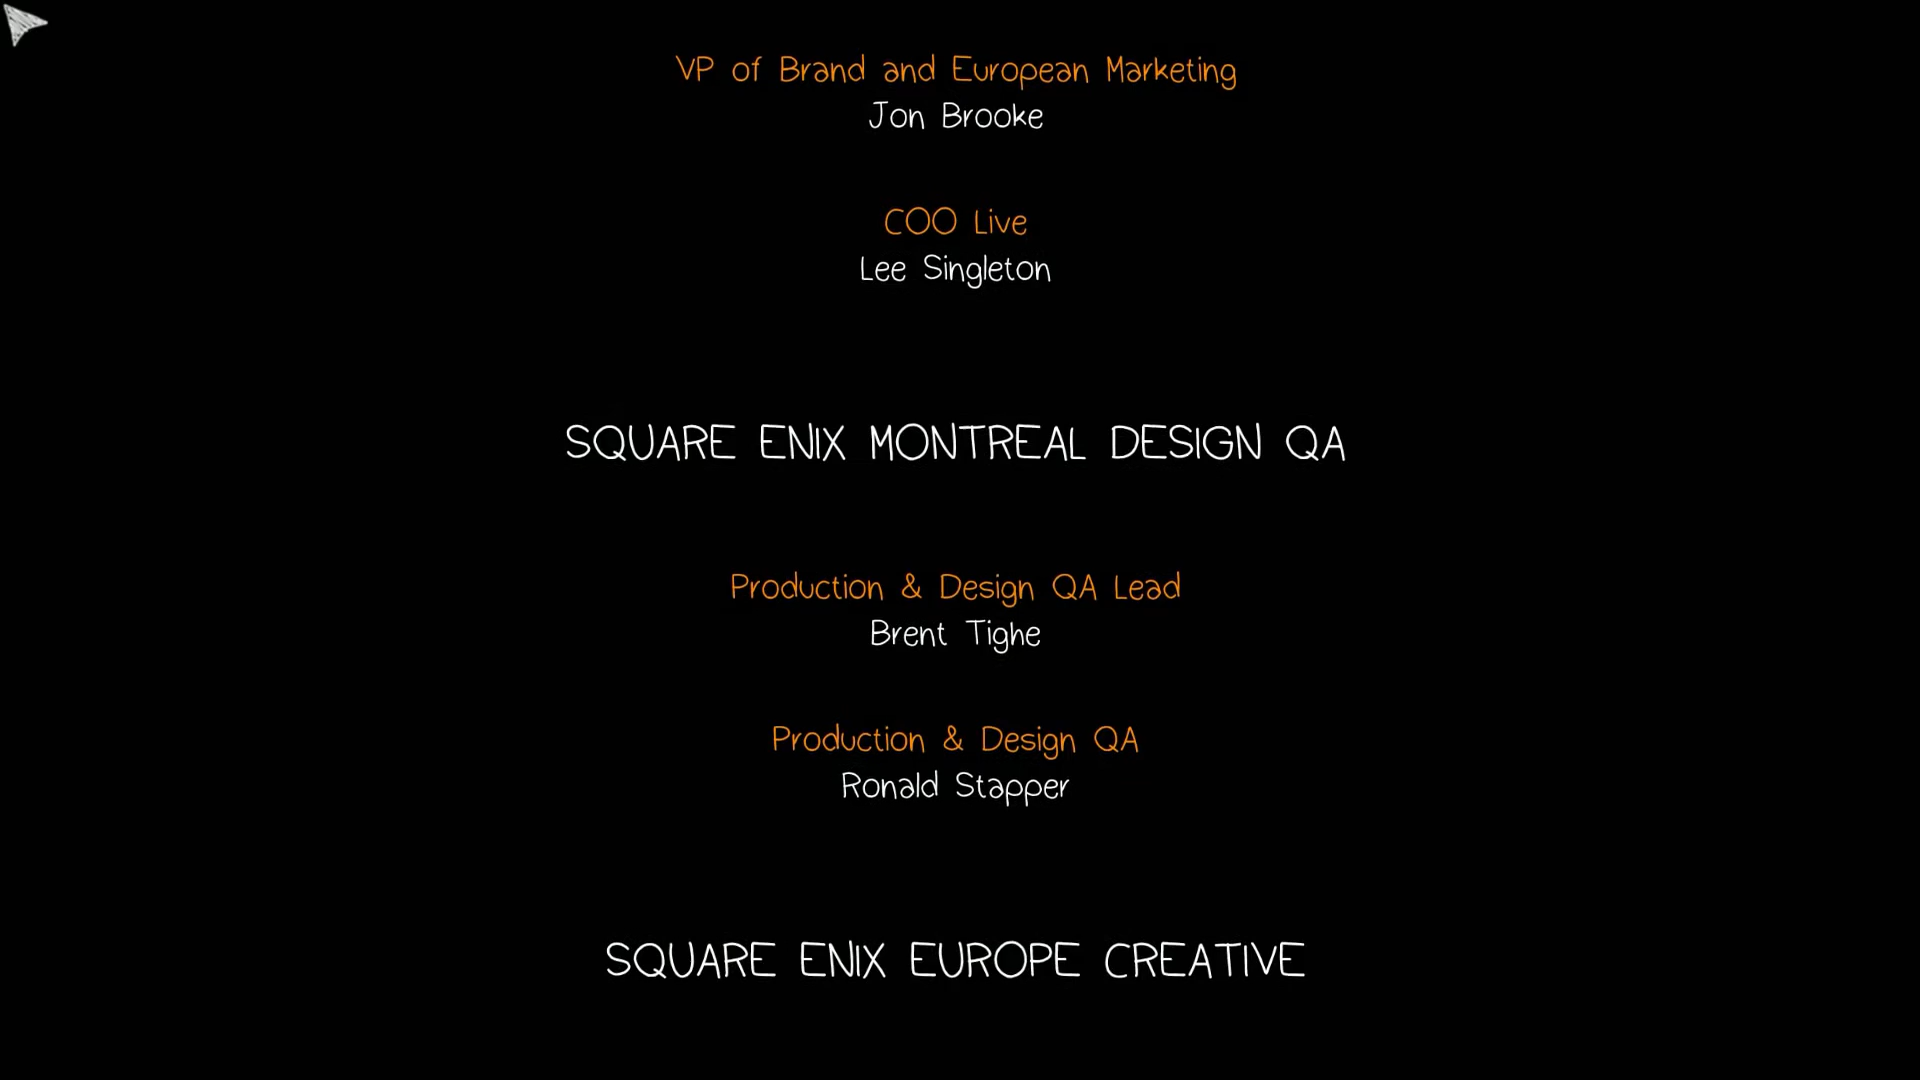 VP of Brand and European Marketing
Jon Brooke
COO Live
Lee Singleton
SQUARE ENIX MONTREAL DESIGN QA
Production & Design QA Lead
Brent Tighe
Production & Design QA
Ronald Stapper
SQUARE ENIX EUROPE CREATIVE